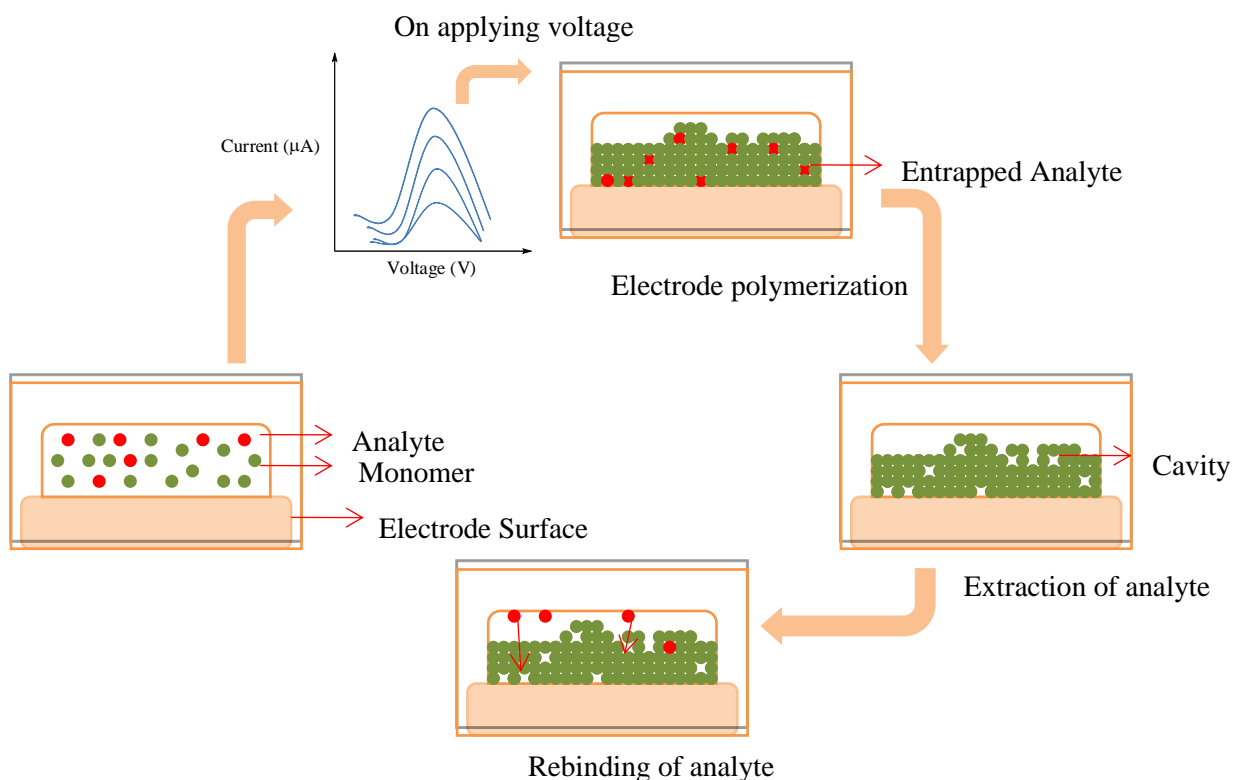 On applying voltage
Current (μA)
Voltage (V)
Entrapped Analyte
Electrode polymerization
Analyte
Monomer
Electrode Surface
Cavity
Extraction of analyte
Rebinding of analyte